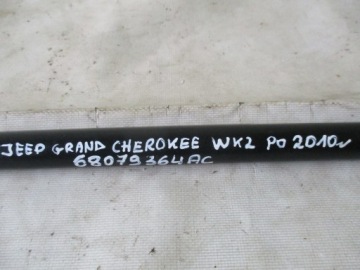 JEEP GRAND CHEROKEE WK2 PO 2010r
68079364AC